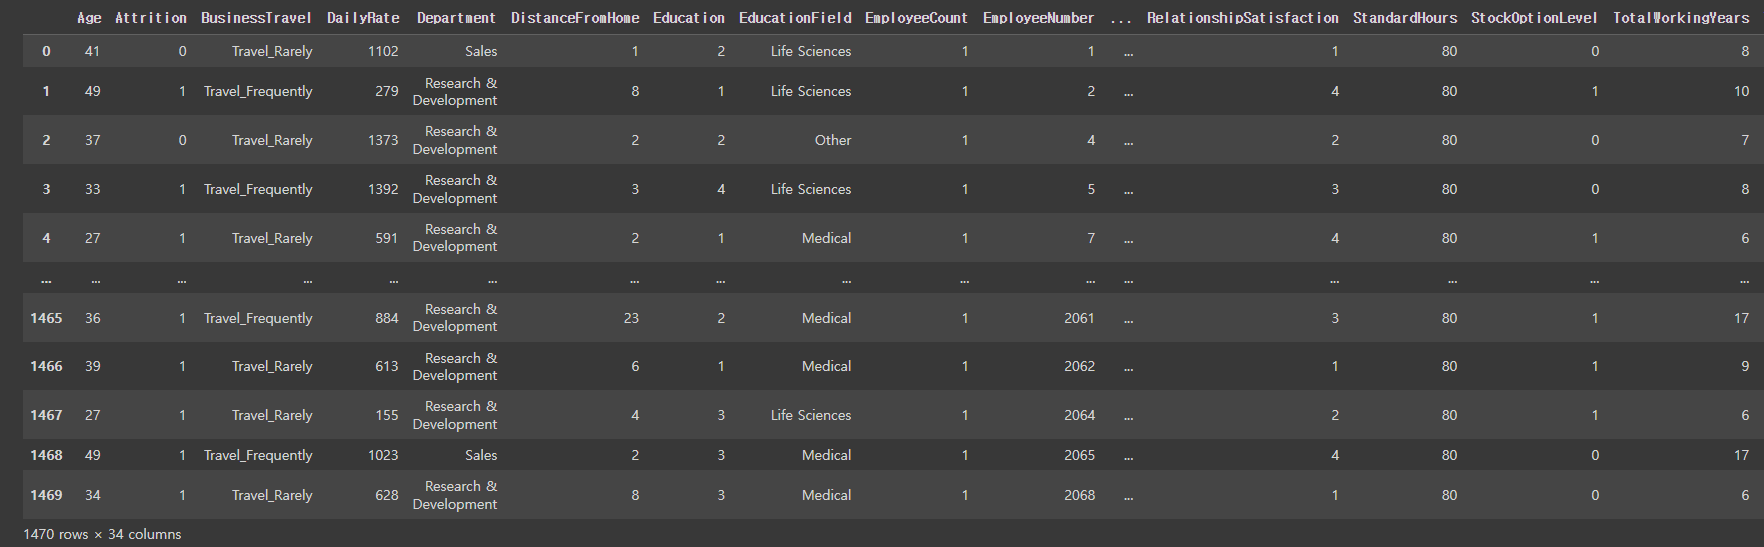 Age Attrition BusinessTravel DailyRate Department DistanceFromHome Education EducationField EmployeeCount EmployeeNumber ... RelationshipSatisfaction StandardHours StockOptionLevel TotalWorkingYears
0 41 0 Travel_Rarely 1102 Sales 1 2 Life Sciences 1 1 ... 1 80 0 8
1 49 1 Travel_Frequently 279 Research & Development 8 1 Life Sciences 1 2 ... 4 80 1 10
2 37 0 Travel_Rarely 1373 Research & Development 2 2 Other 1 4 ... 2 80 0 7
3 33 1 Travel_Frequently 1392 Research & Development 3 4 Life Sciences 1 5 ... 3 80 0 8
4 27 1 Travel_Rarely 591 Research & Development 2 1 Medical 1 7 ... 4 80 1 6
... ... ... ... ... ... ... ... ... ... ... ... ... ... ... ...
1465 36 1 Travel_Frequently 884 Research & Development 23 2 Medical 1 2061 ... 3 80 1 17
1466 39 1 Travel_Rarely 613 Research & Development 6 1 Medical 1 2062 ... 1 80 1 9
1467 27 1 Travel_Rarely 155 Research & Development 4 3 Life Sciences 1 2064 ... 2 80 1 6
1468 49 1 Travel_Frequently 1023 Sales 2 3 Medical 1 2065 ... 4 80 0 17
1469 34 1 Travel_Rarely 628 Research & Development 8 3 Medical 1 2068 ... 1 80 0 6
1470 rows × 34 columns